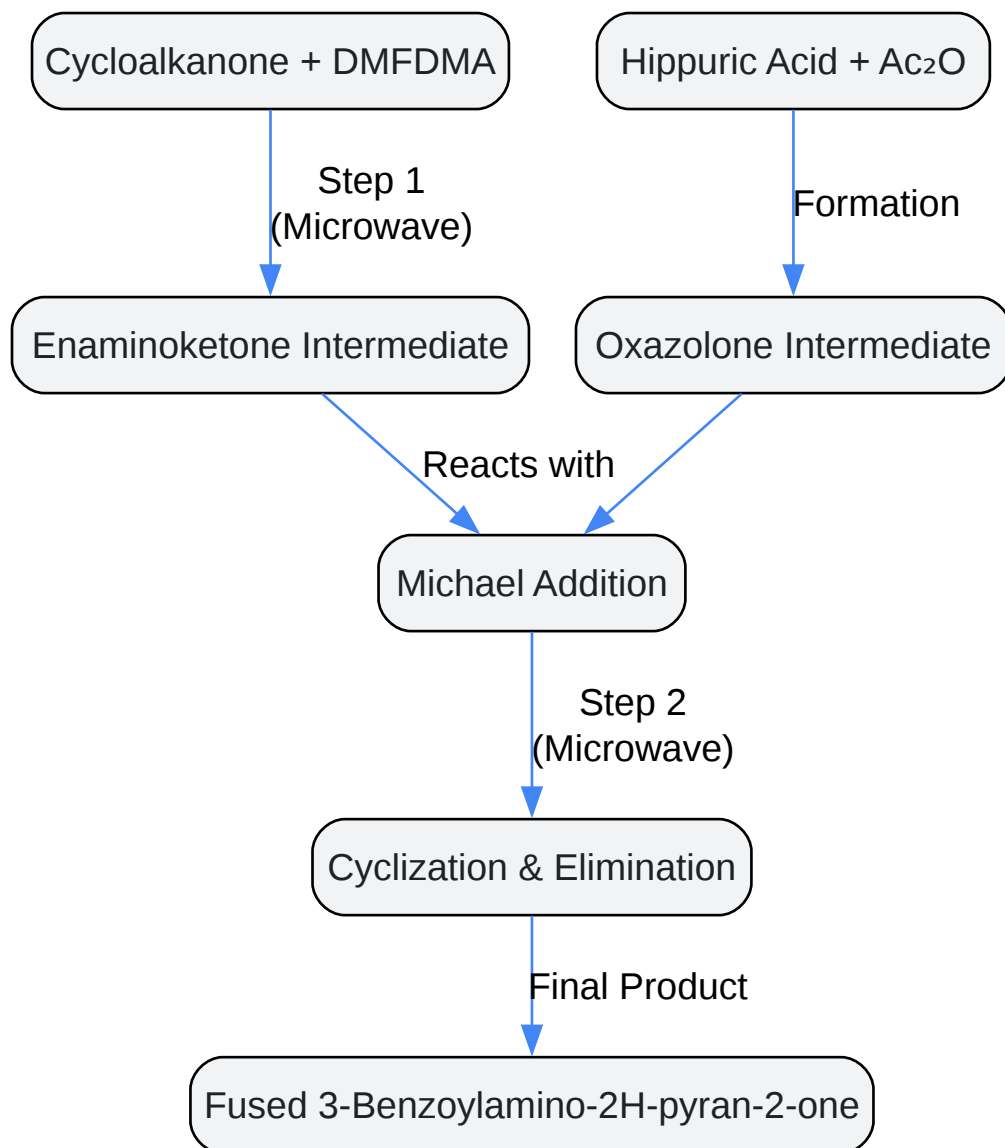 Cycloalkanone + DMFDMA
Hippuric Acid + Ac₂O
Step 1
(Microwave)
Formation
Enaminoketone Intermediate
Oxazolone Intermediate
Reacts with
Michael Addition
Step 2
(Microwave)
Cyclization & Elimination
Final Product
Fused 3-Benzoylamino-2H-pyran-2-one